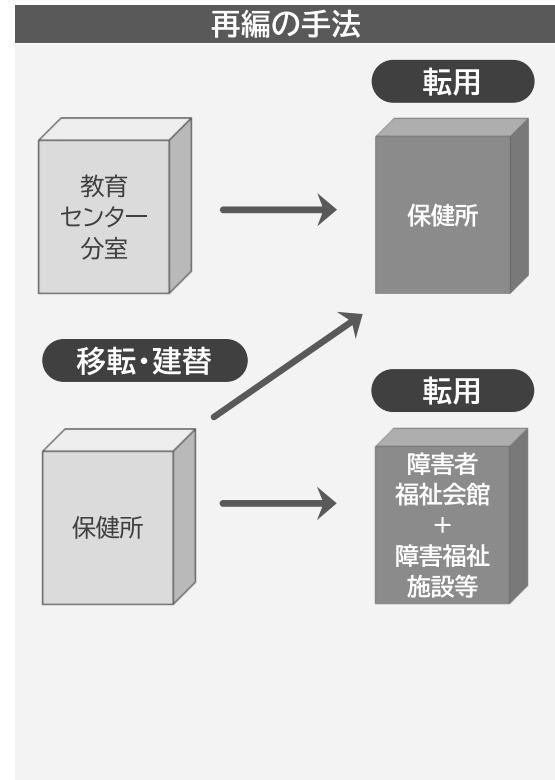 再編の手法
転用
教育
センター
分室
保健所
移転・建替
転用
保健所
障害者
福祉会館
+
障害福祉
施設等